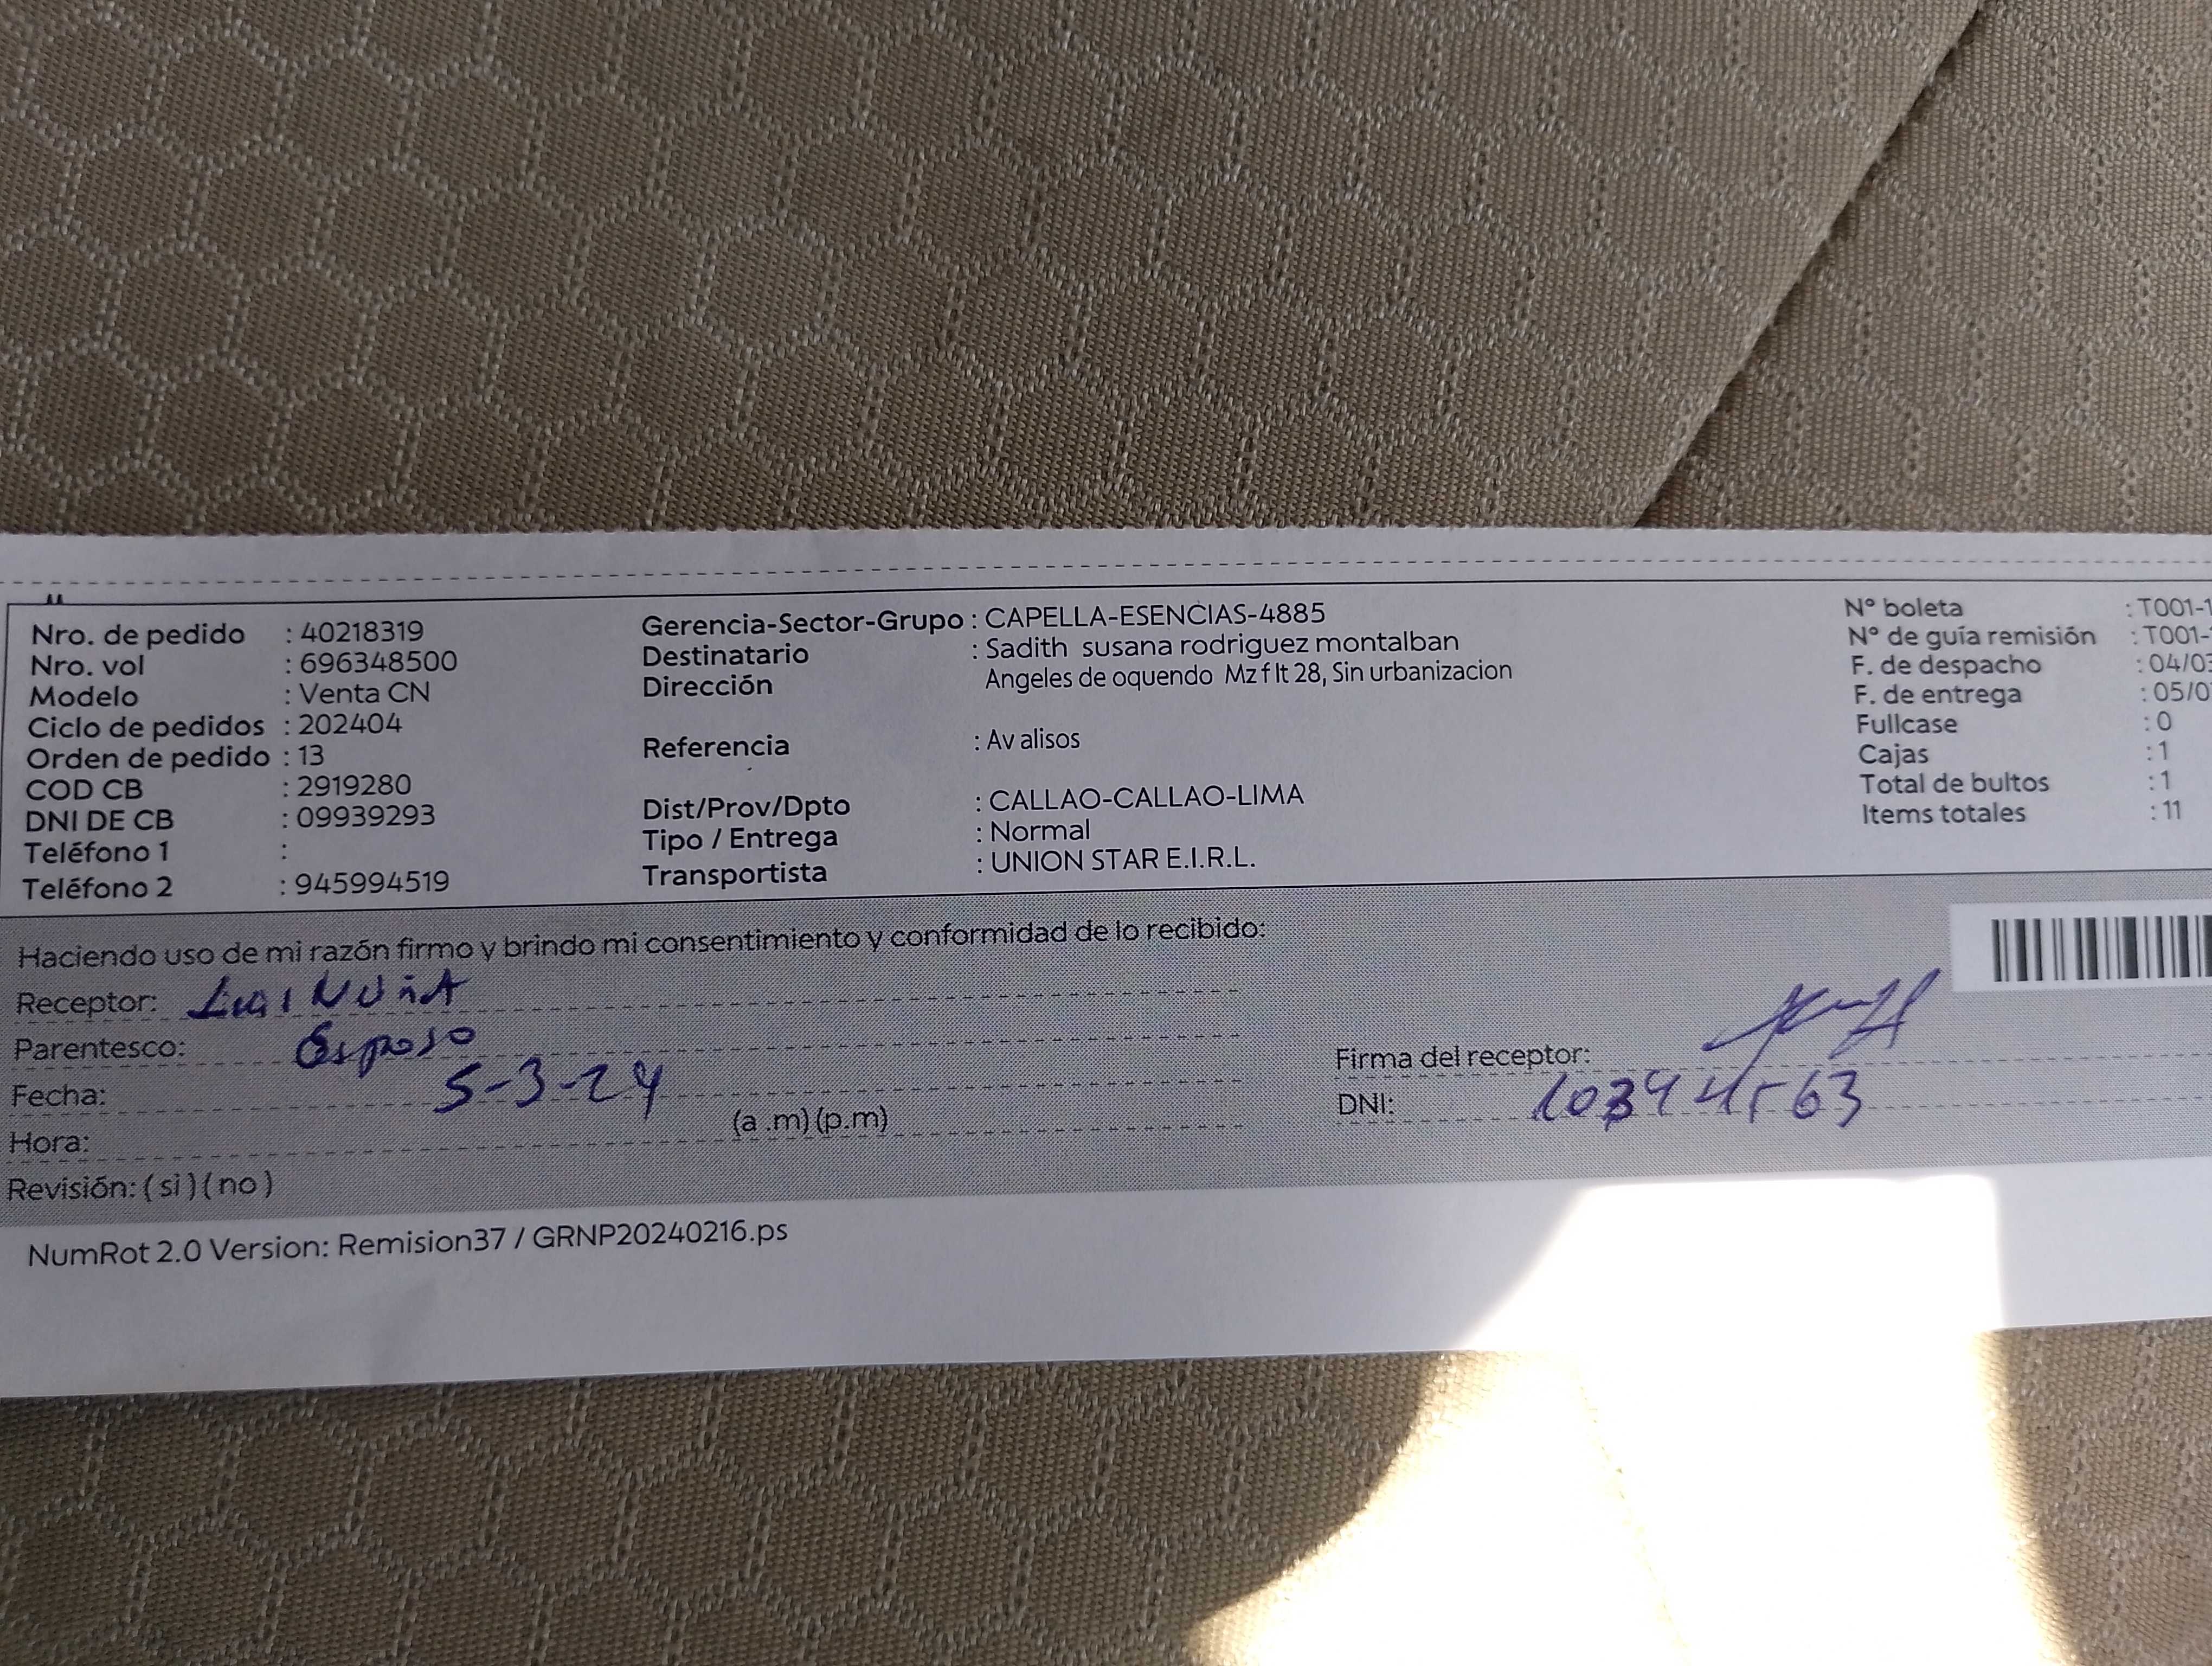 Nro. de pedido : 40218319
Nro. vol : 696348500
Modelo : Venta CN
Ciclo de pedidos : 202404
Orden de pedido : 13
COD CB : 2919280
DNI DE CB : 09939293
Teléfono 1 :
Teléfono 2 : 945994519
Gerencia-Sector-Grupo : CAPELLA-ESENCIAS-4885
Destinatario : Sadith susana rodriguez montalban
Dirección Angeles de oquendo Mz f lt 28, Sin urbanizacion
Referencia : Av alisos
Dist/Prov/Dpto : CALLAO-CALLAO-LIMA
Tipo / Entrega : Normal
Transportista : UNION STAR E.I.R.L.
N° boleta : T001-1
N° de guía remisión : T001-
F. de despacho : 04/03
F. de entrega : 05/0
Fullcase : 0
Cajas : 1
Total de bultos : 1
Items totales : 11
Haciendo uso de mi razón firmo y brindo mi consentimiento y conformidad de lo recibido:
Receptor: Luis NUñA
Parentesco: Esposo
Fecha: 5-3-24
Hora: (a .m) (p.m)
Revisión: ( si ) ( no )
Firma del receptor:
DNI: 10344563
NumRot 2.0 Version: Remision37 / GRNP20240216.ps